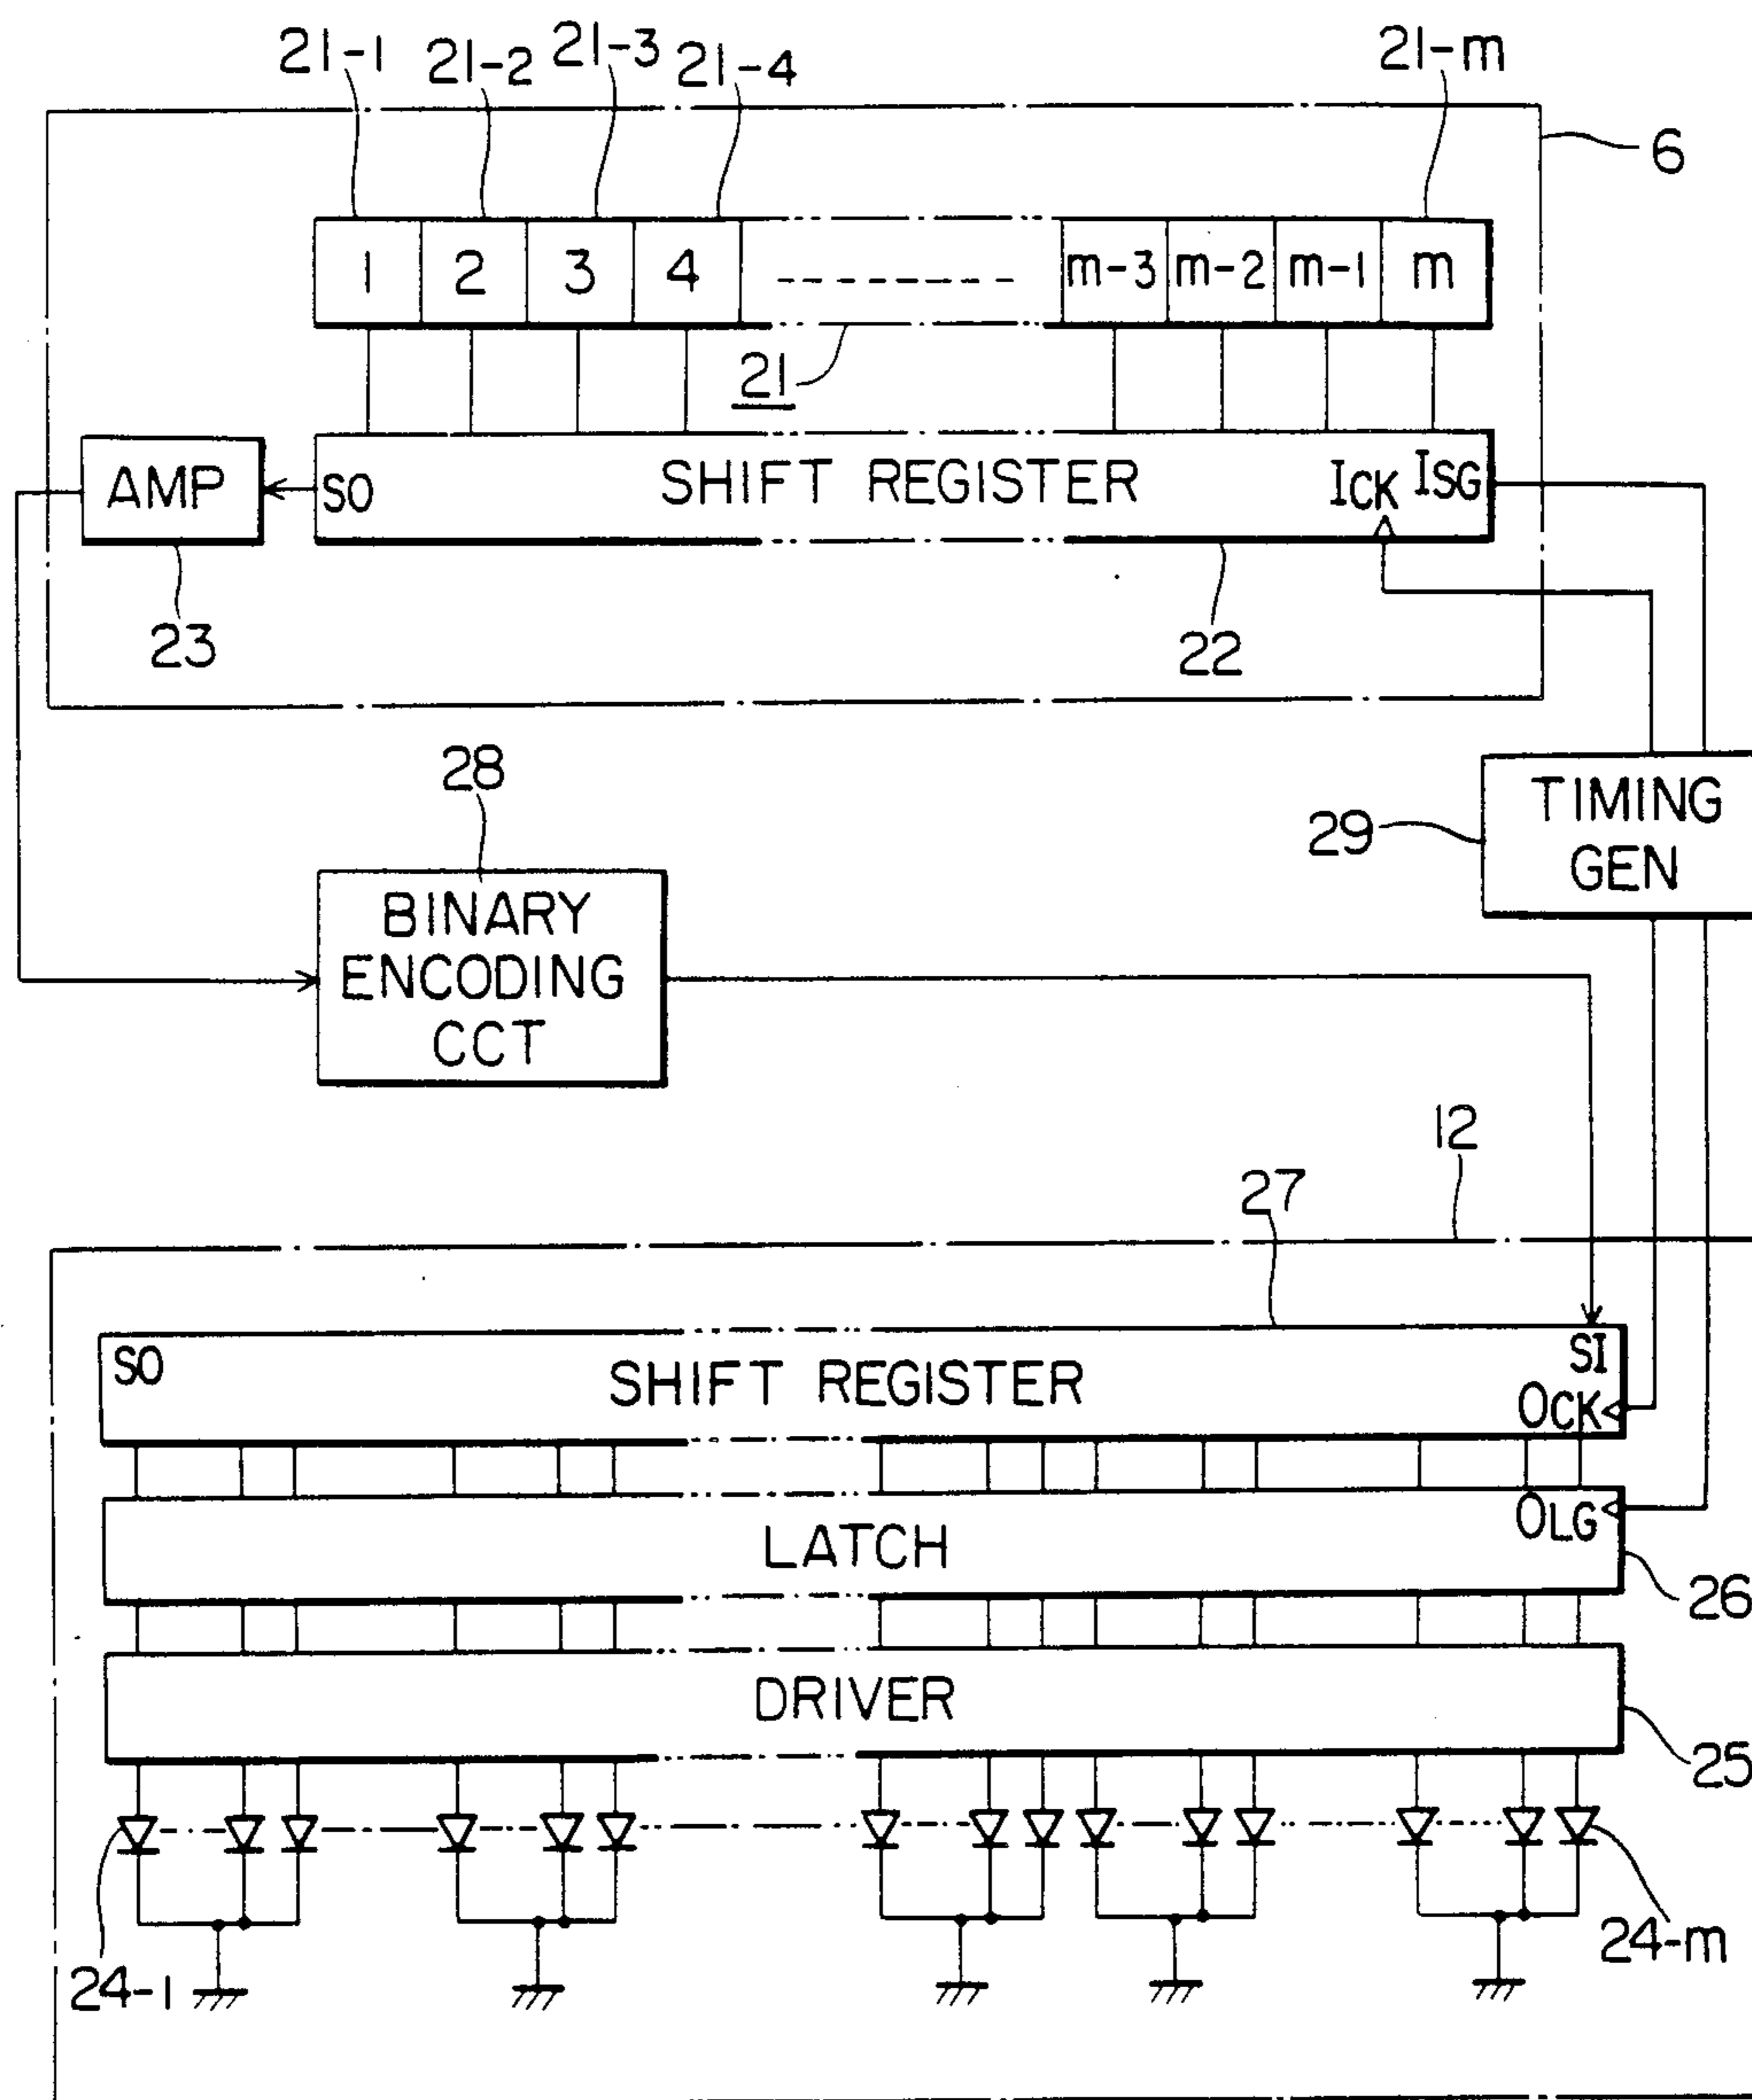 21-1 21-2 21-3 21-4 21-m
6
1 2 3 4 m-3 m-2 m-1 m
21
AMP
SO SHIFT REGISTER ICK ISG
23
22
28
29
TIMING
GEN
BINARY
ENCODING
CCT
12
27
SO SHIFT REGISTER SI
OCK
LATCH OLG
26
DRIVER
25
24-1
24-m